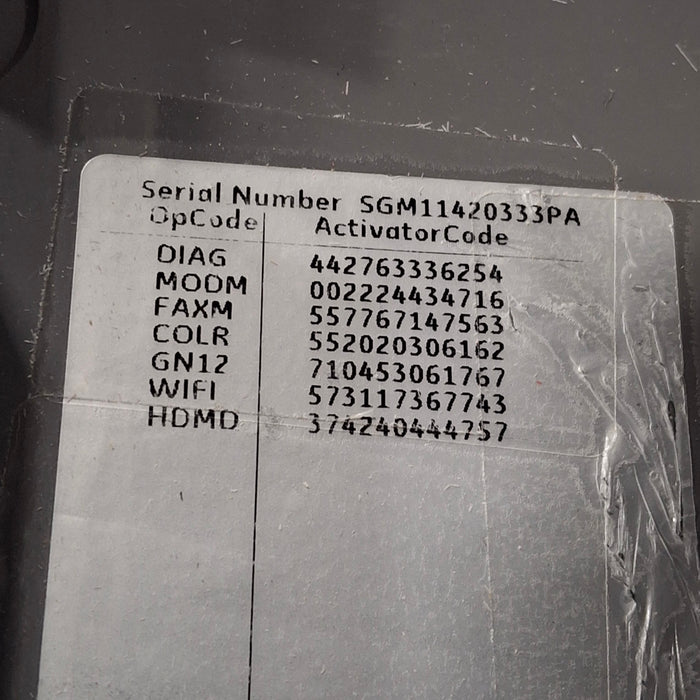 Serial Number SGM11420333PA
OpCode ActivatorCode
DIAG 442763336254
MODM 002224434716
FAXM 557767147563
COLR 552020306162
GN12 710453061767
WIFI 573117367743
HDMD 374240444757